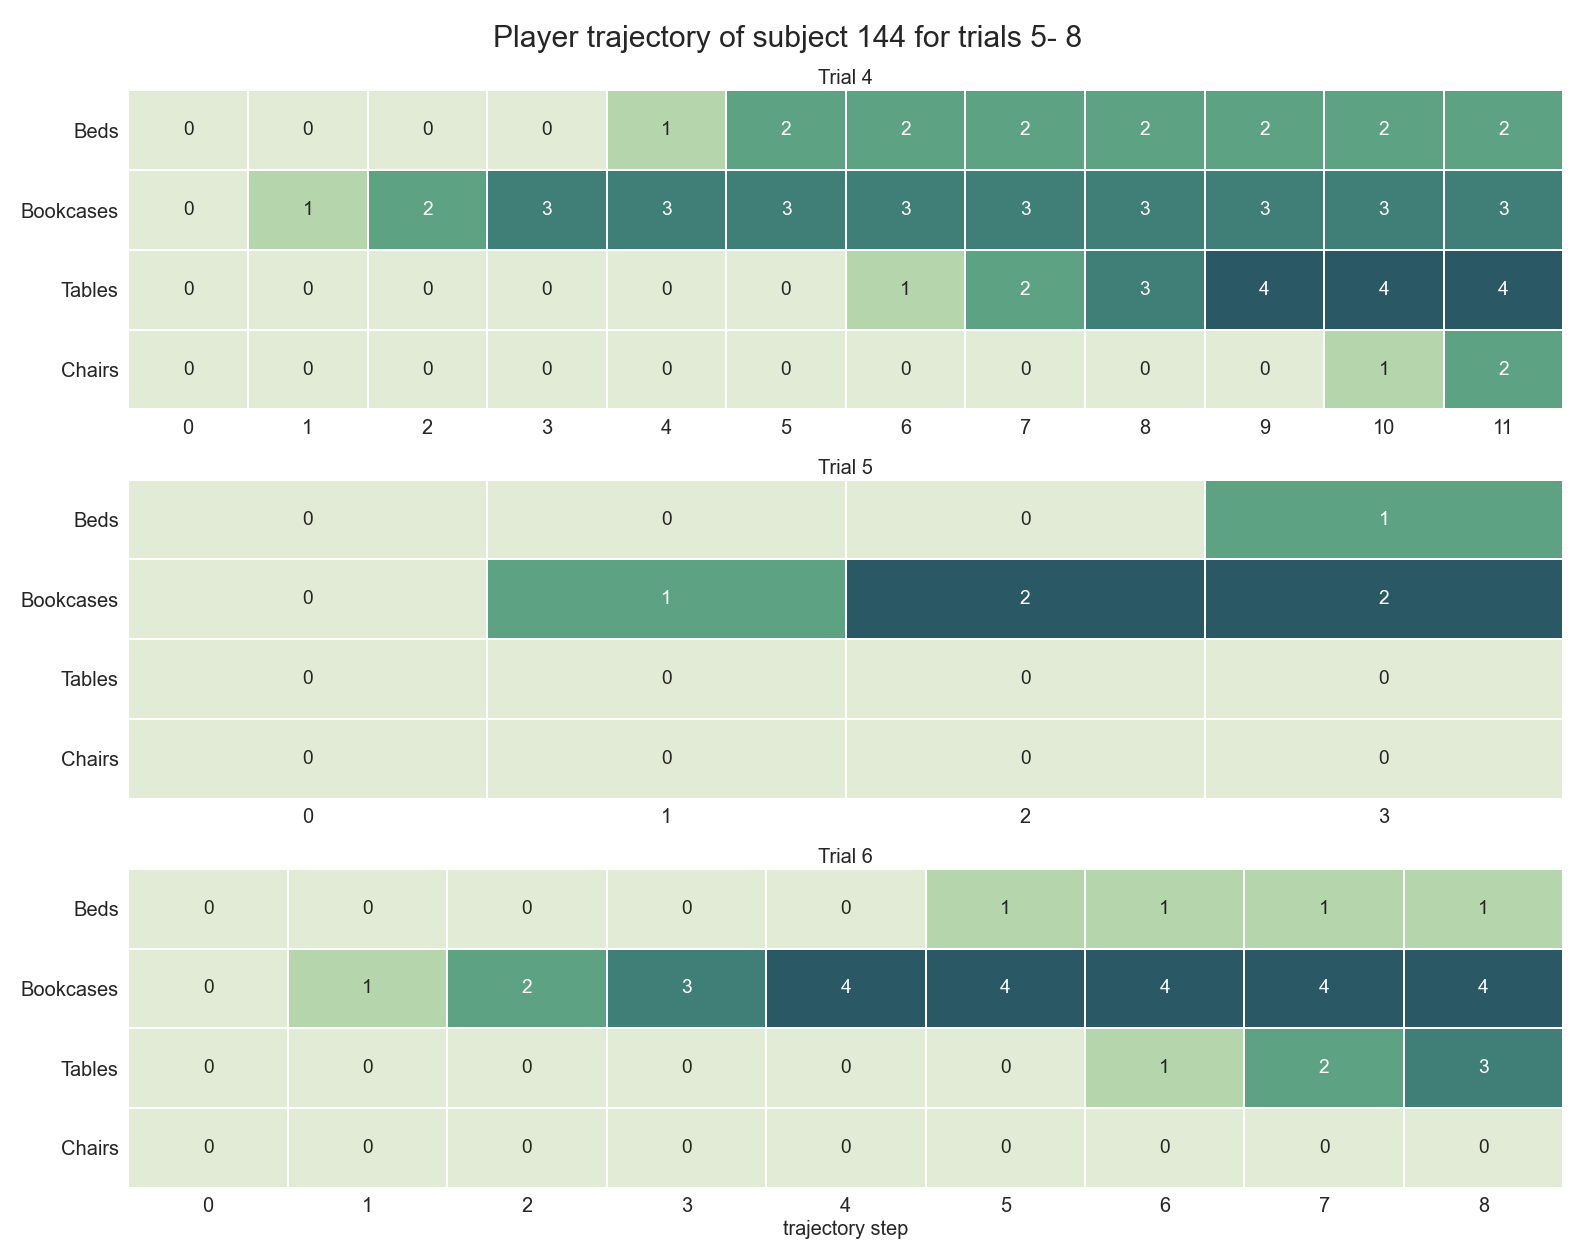 Player trajectory of subject 144 for trials 5- 8
Trial 4
Beds 0 0 0 0 1 2 2 2 2 2 2 2
Bookcases 0 1 2 3 3 3 3 3 3 3 3 3
Tables 0 0 0 0 0 0 1 2 3 4 4 4
Chairs 0 0 0 0 0 0 0 0 0 0 1 2
0 1 2 3 4 5 6 7 8 9 10 11
Trial 5
Beds 0 0 0 1
Bookcases 0 1 2 2
Tables 0 0 0 0
Chairs 0 0 0 0
0 1 2 3
Trial 6
Beds 0 0 0 0 0 1 1 1 1
Bookcases 0 1 2 3 4 4 4 4 4
Tables 0 0 0 0 0 0 1 2 3
Chairs 0 0 0 0 0 0 0 0 0
0 1 2 3 4 5 6 7 8
trajectory step